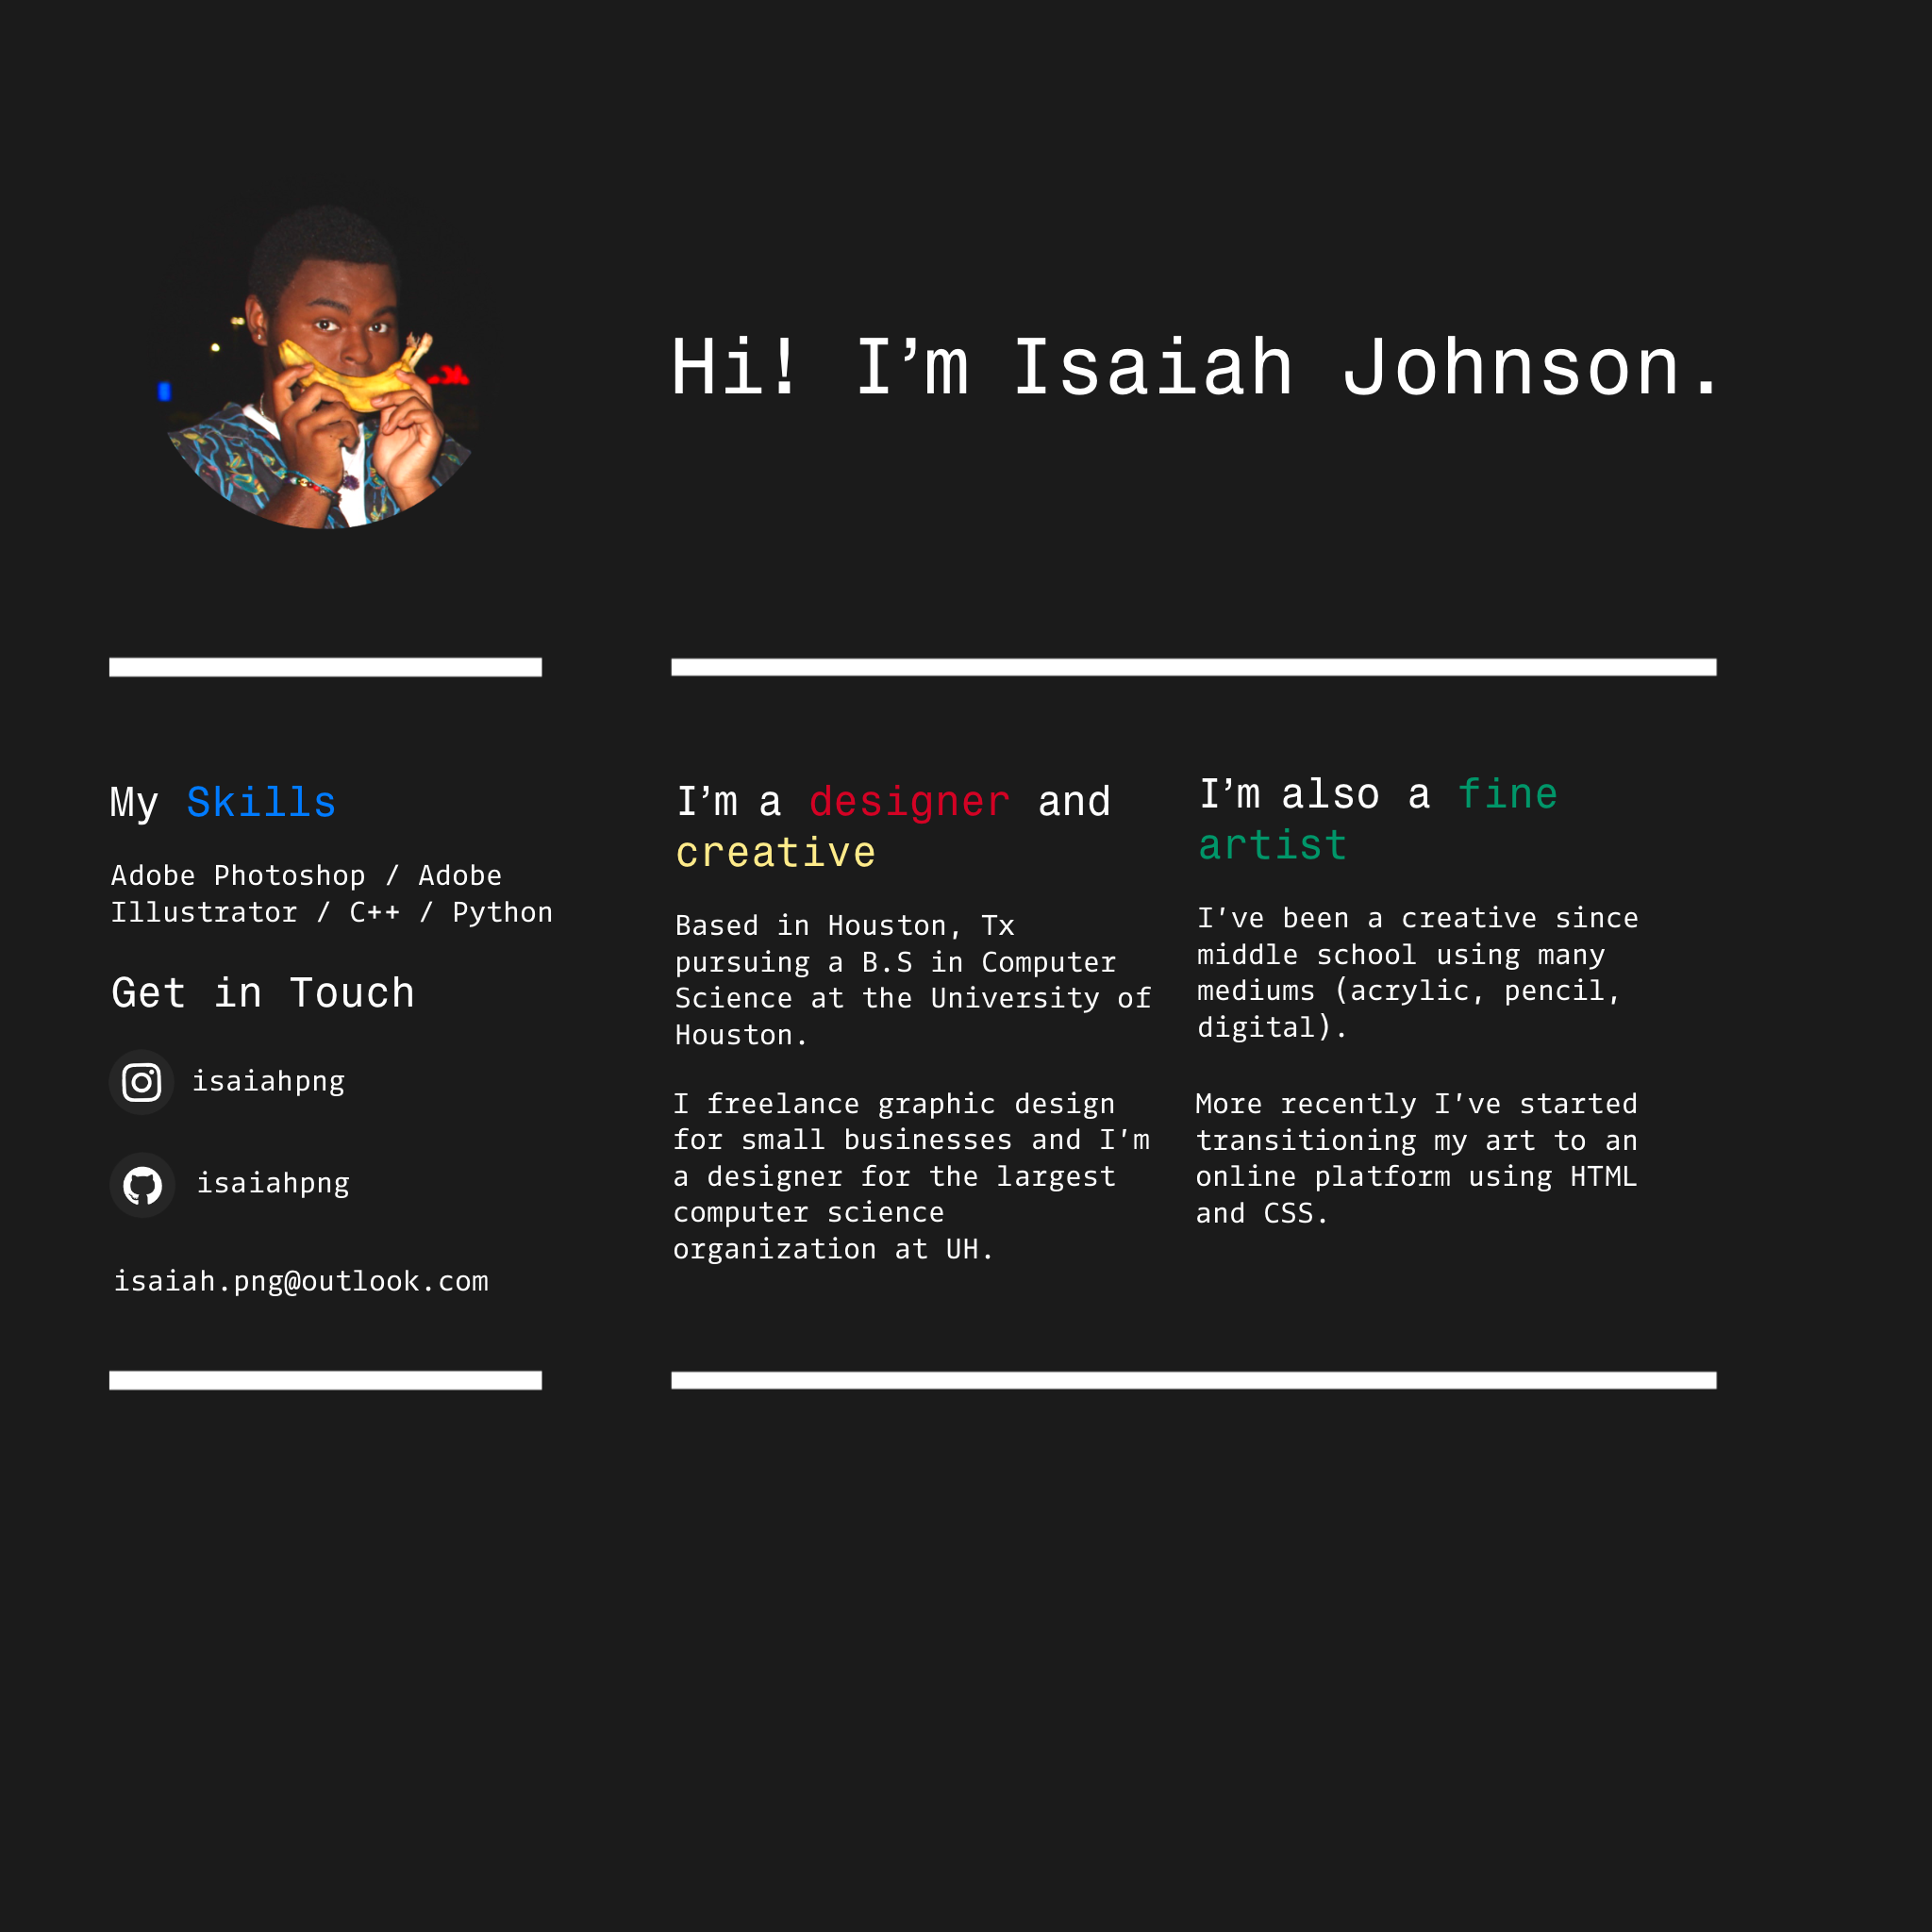 Hi! I’m Isaiah Johnson.
My Skills
Adobe Photoshop / Adobe
Illustrator / C++ / Python
Get in Touch
isaiahpng
isaiahpng
isaiah.png@outlook.com
I’m a designer and
creative
Based in Houston, Tx
pursuing a B.S in Computer
Science at the University of
Houston.
I freelance graphic design
for small businesses and I'm
a designer for the largest
computer science
organization at UH.
I’m also a fine
artist
I've been a creative since
middle school using many
mediums (acrylic, pencil,
digital).
More recently I've started
transitioning my art to an
online platform using HTML
and CSS.